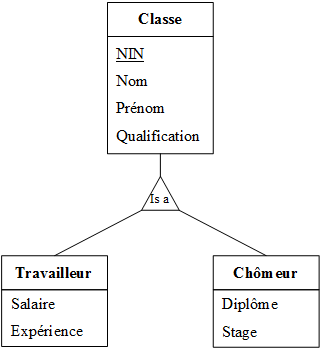 Classe
NIN
Nom
Prénom
Qualification
Is a
Travailleur
Salaire
Expérience
Chômeur
Diplôme
Stage